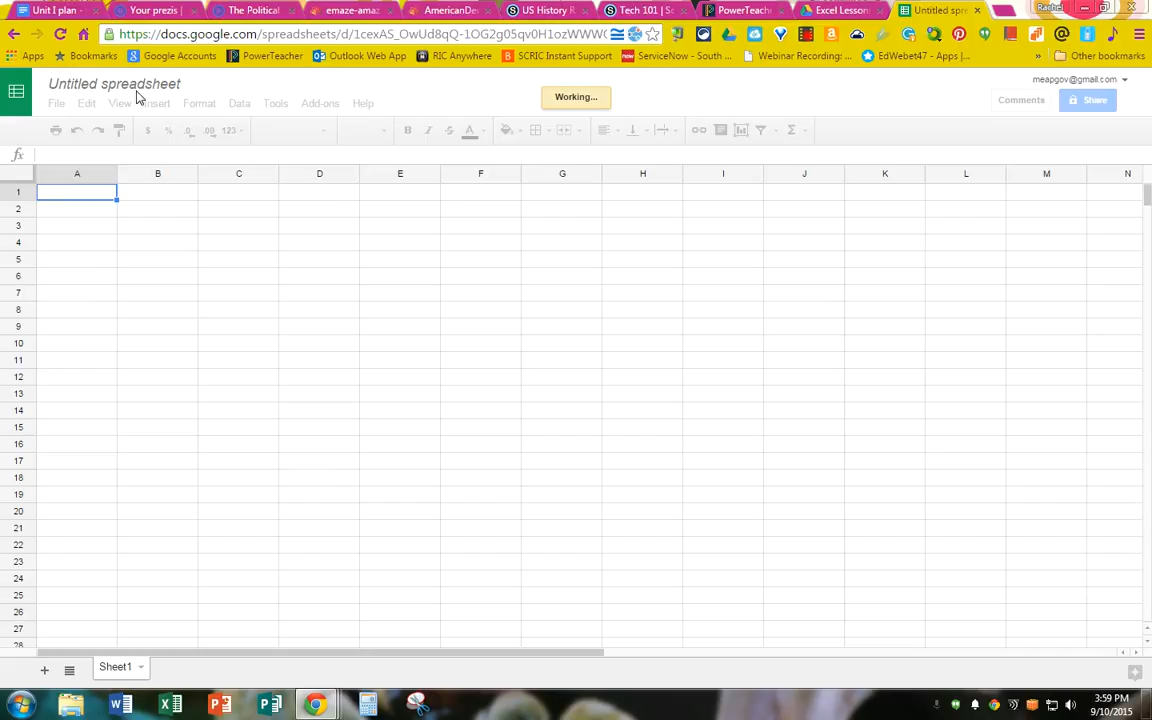 Unit I plan -
Your prezis |
The Political
emaze-amaz
AmericanDe
US History R
Tech 101 | Sc
PowerTeach
Excel Lesson
Untitled spre
Rachel
https://docs.google.com/spreadsheets/d/1cexAS_OwUd8qQ-1OG2g05qv0H1ozWWW
Apps
Bookmarks
Google Accounts
PowerTeacher
Outlook Web App
RIC Anywhere
SCRIC Instant Support
ServiceNow - South ...
Webinar Recording ...
EdWebet47 - Apps |...
»
Other bookmarks
Untitled spreadsheet
meapgov@gmail.com
File Edit View Insert Format Data Tools Add-ons Help
Working...
Comments
Share
$ % .0 .00 123
B I S A
Σ
fx
A B C D E F G H I J K L M N
1
2
3
4
5
6
7
8
9
10
11
12
13
14
15
16
17
18
19
20
21
22
23
24
25
26
27
28
+
Sheet1
3:59 PM
9/10/2015